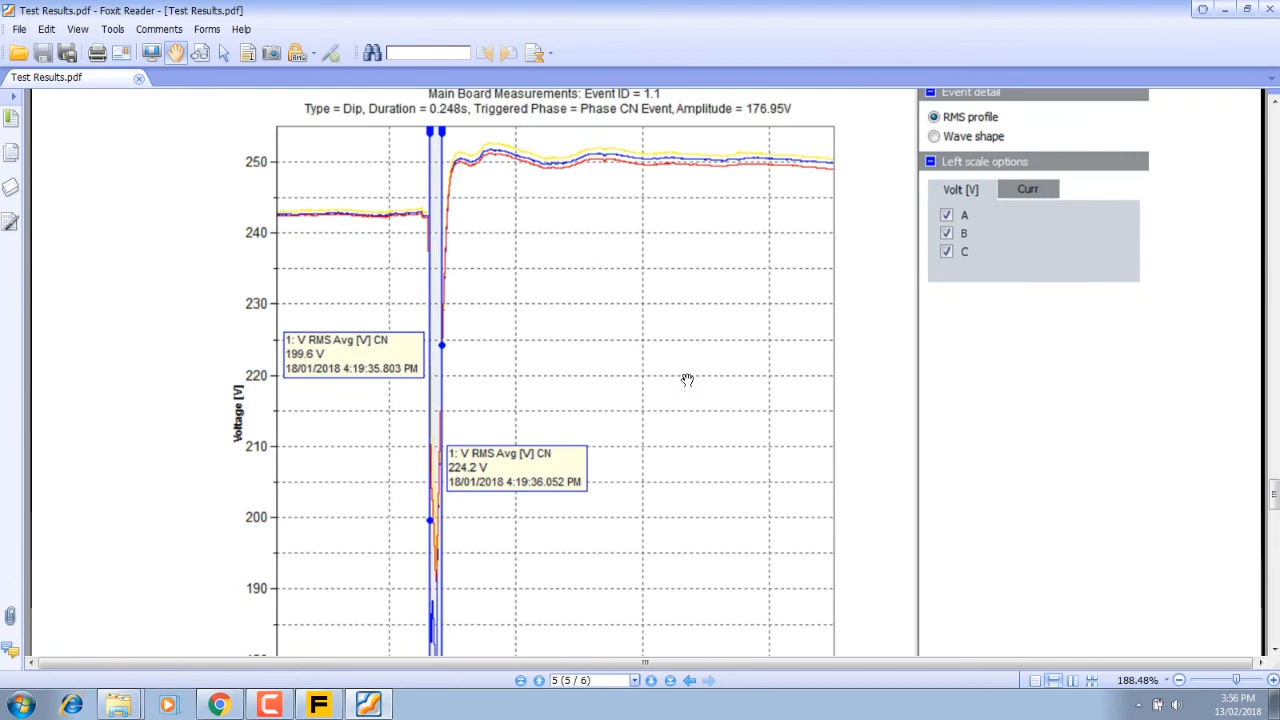 Test Results.pdf - Foxit Reader - [Test Results.pdf]
File Edit View Tools Comments Forms Help
Test Results.pdf
Main Board Measurements: Event ID = 1.1
Type = Dip, Duration = 0.248s, Triggered Phase = Phase CN Event, Amplitude = 176.95V
250
240
230
220
210
200
190
Voltage [V]
1: V RMS Avg [V] CN
199.6 V
18/01/2018 4:19:35.803 PM
1: V RMS Avg [V] CN
224.2 V
18/01/2018 4:19:36.052 PM
Event detail
RMS profile
Wave shape
Left scale options
Volt [V] Curr
A
B
C
5 (5 / 6)
188.48%
3:56 PM
13/02/2018